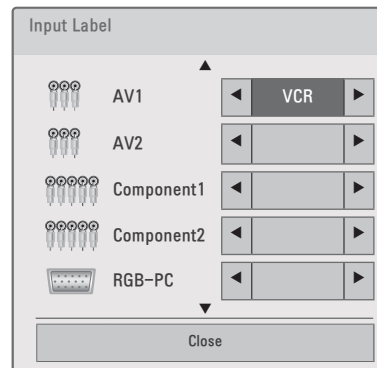 Input Label
AV1 VCR
AV2
Component1
Component2
RGB-PC
Close